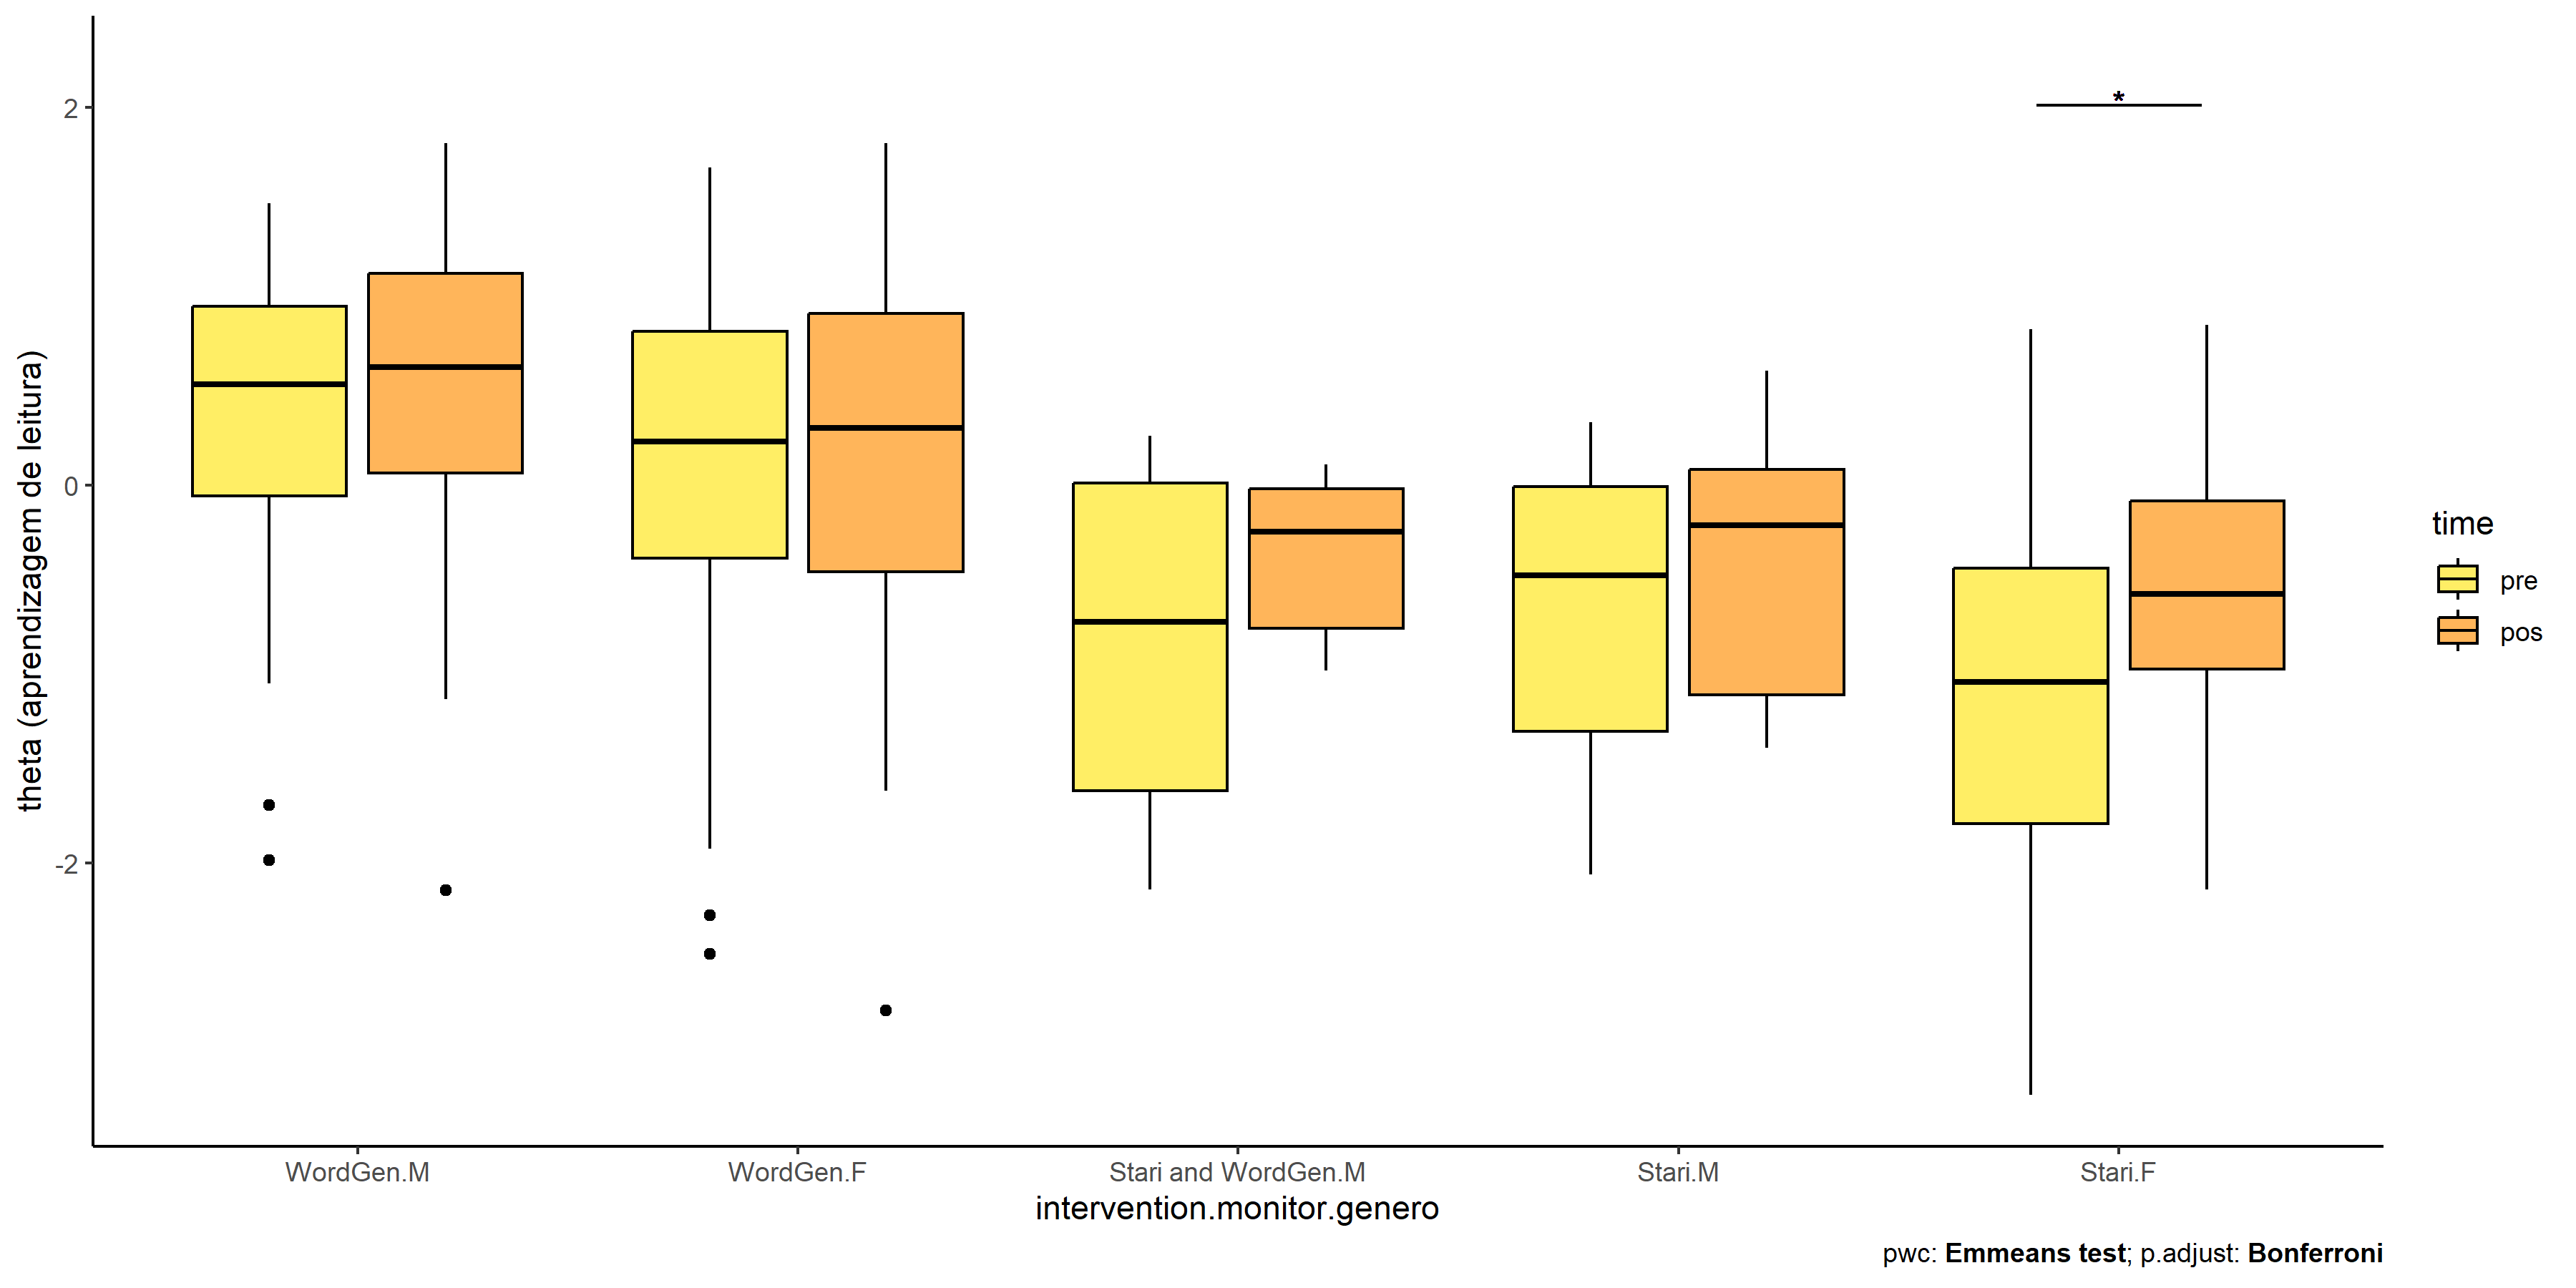 theta (aprendizagem de leitura)
2
0
-2
*
WordGen.M
WordGen.F
Stari and WordGen.M
Stari.M
Stari.F
intervention.monitor.genero
time
pre
pos
pwc: Emmeans test; p.adjust: Bonferroni